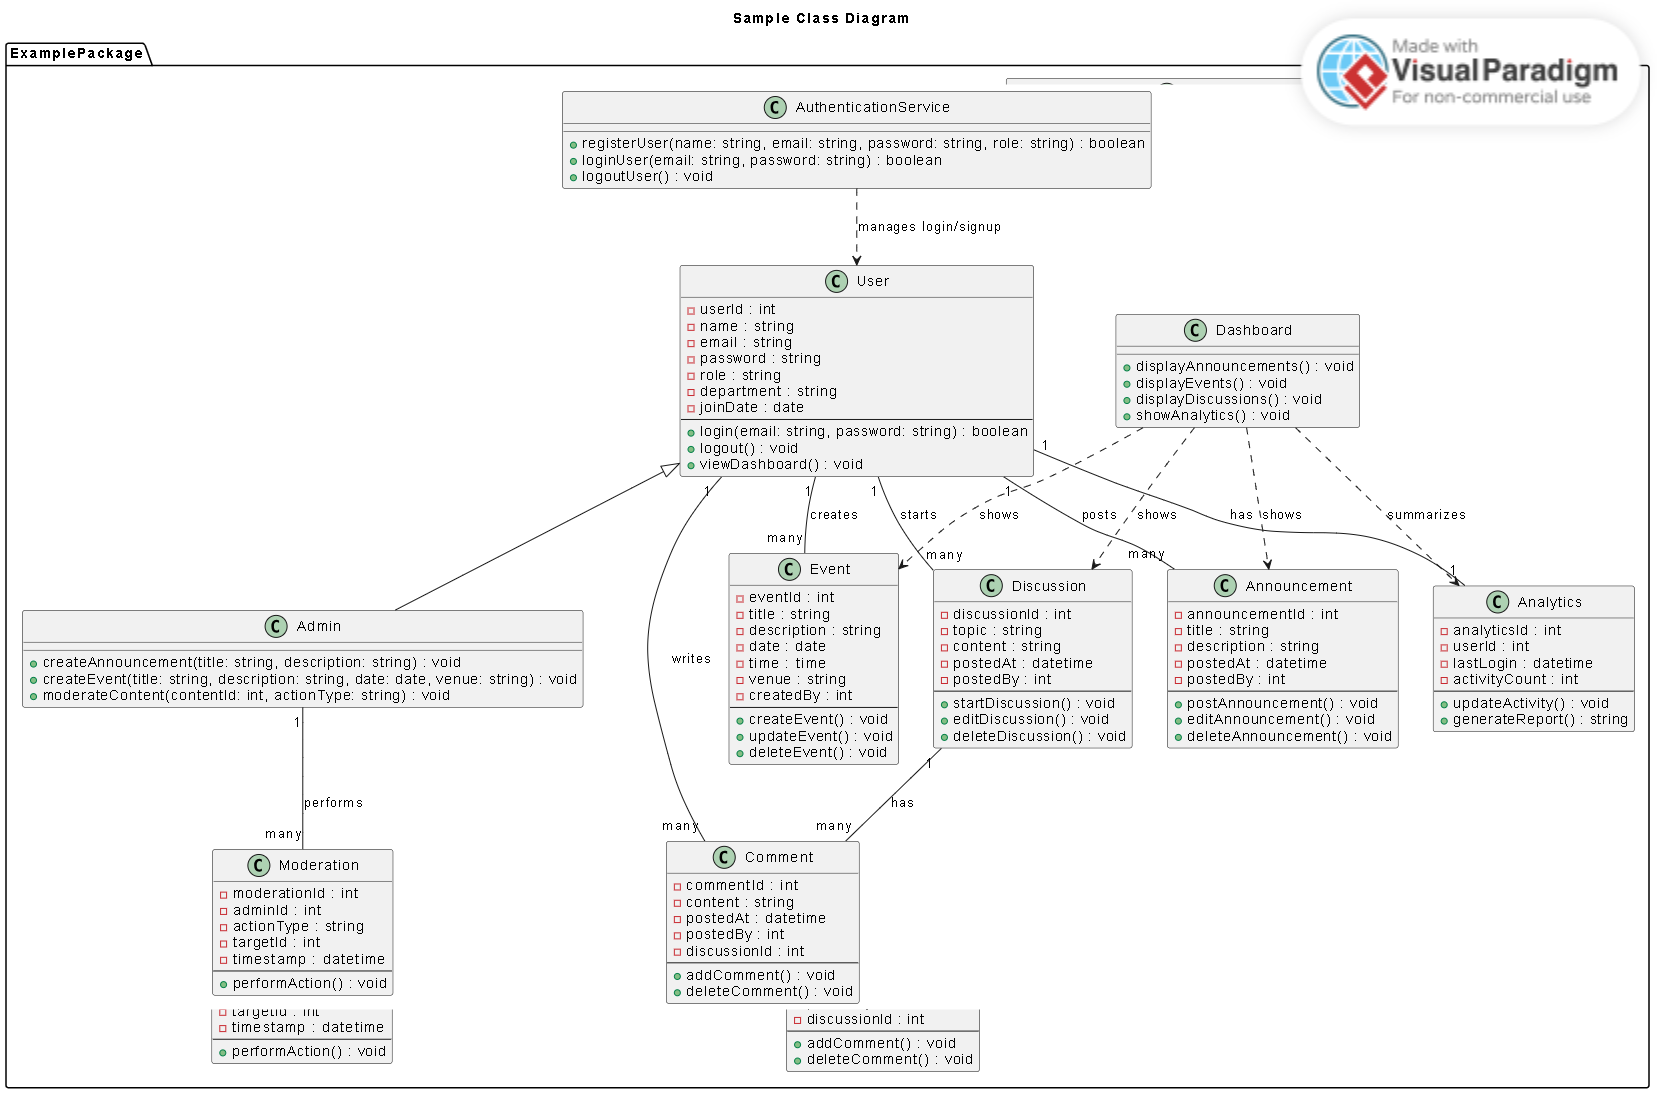 Sample Class Diagram
ExamplePackage
Made with
Visual Paradigm
For non-commercial use
C AuthenticationService
registerUser(name: string, email: string, password: string, role: string) : boolean
loginUser(email: string, password: string) : boolean
logoutUser() : void
manages login/signup
C User
userId : int
name : string
email : string
password : string
role : string
department : string
joinDate : date
login(email: string, password: string) : boolean
logout() : void
viewDashboard() : void
C Dashboard
displayAnnouncements() : void
displayEvents() : void
displayDiscussions() : void
showAnalytics() : void
1
1
1
1
1
creates
starts
shows
posts
shows
has
shows
summarizes
many
many
many
1
C Event
eventId : int
title : string
description : string
date : date
time : time
venue : string
createdBy : int
createEvent() : void
updateEvent() : void
deleteEvent() : void
C Discussion
discussionId : int
topic : string
content : string
postedAt : datetime
postedBy : int
startDiscussion() : void
editDiscussion() : void
deleteDiscussion() : void
C Announcement
announcementId : int
title : string
description : string
postedAt : datetime
postedBy : int
postAnnouncement() : void
editAnnouncement() : void
deleteAnnouncement() : void
C Analytics
analyticsId : int
userId : int
lastLogin : datetime
activityCount : int
updateActivity() : void
generateReport() : string
C Admin
createAnnouncement(title: string, description: string) : void
createEvent(title: string, description: string, date: date, venue: string) : void
moderateContent(contentId: int, actionType: string) : void
writes
1
performs
many
1
has
many
many
C Moderation
moderationId : int
adminId : int
actionType : string
targetId : int
timestamp : datetime
performAction() : void
C Comment
commentId : int
content : string
postedAt : datetime
postedBy : int
discussionId : int
addComment() : void
deleteComment() : void
targetId : int
timestamp : datetime
performAction() : void
discussionId : int
addComment() : void
deleteComment() : void